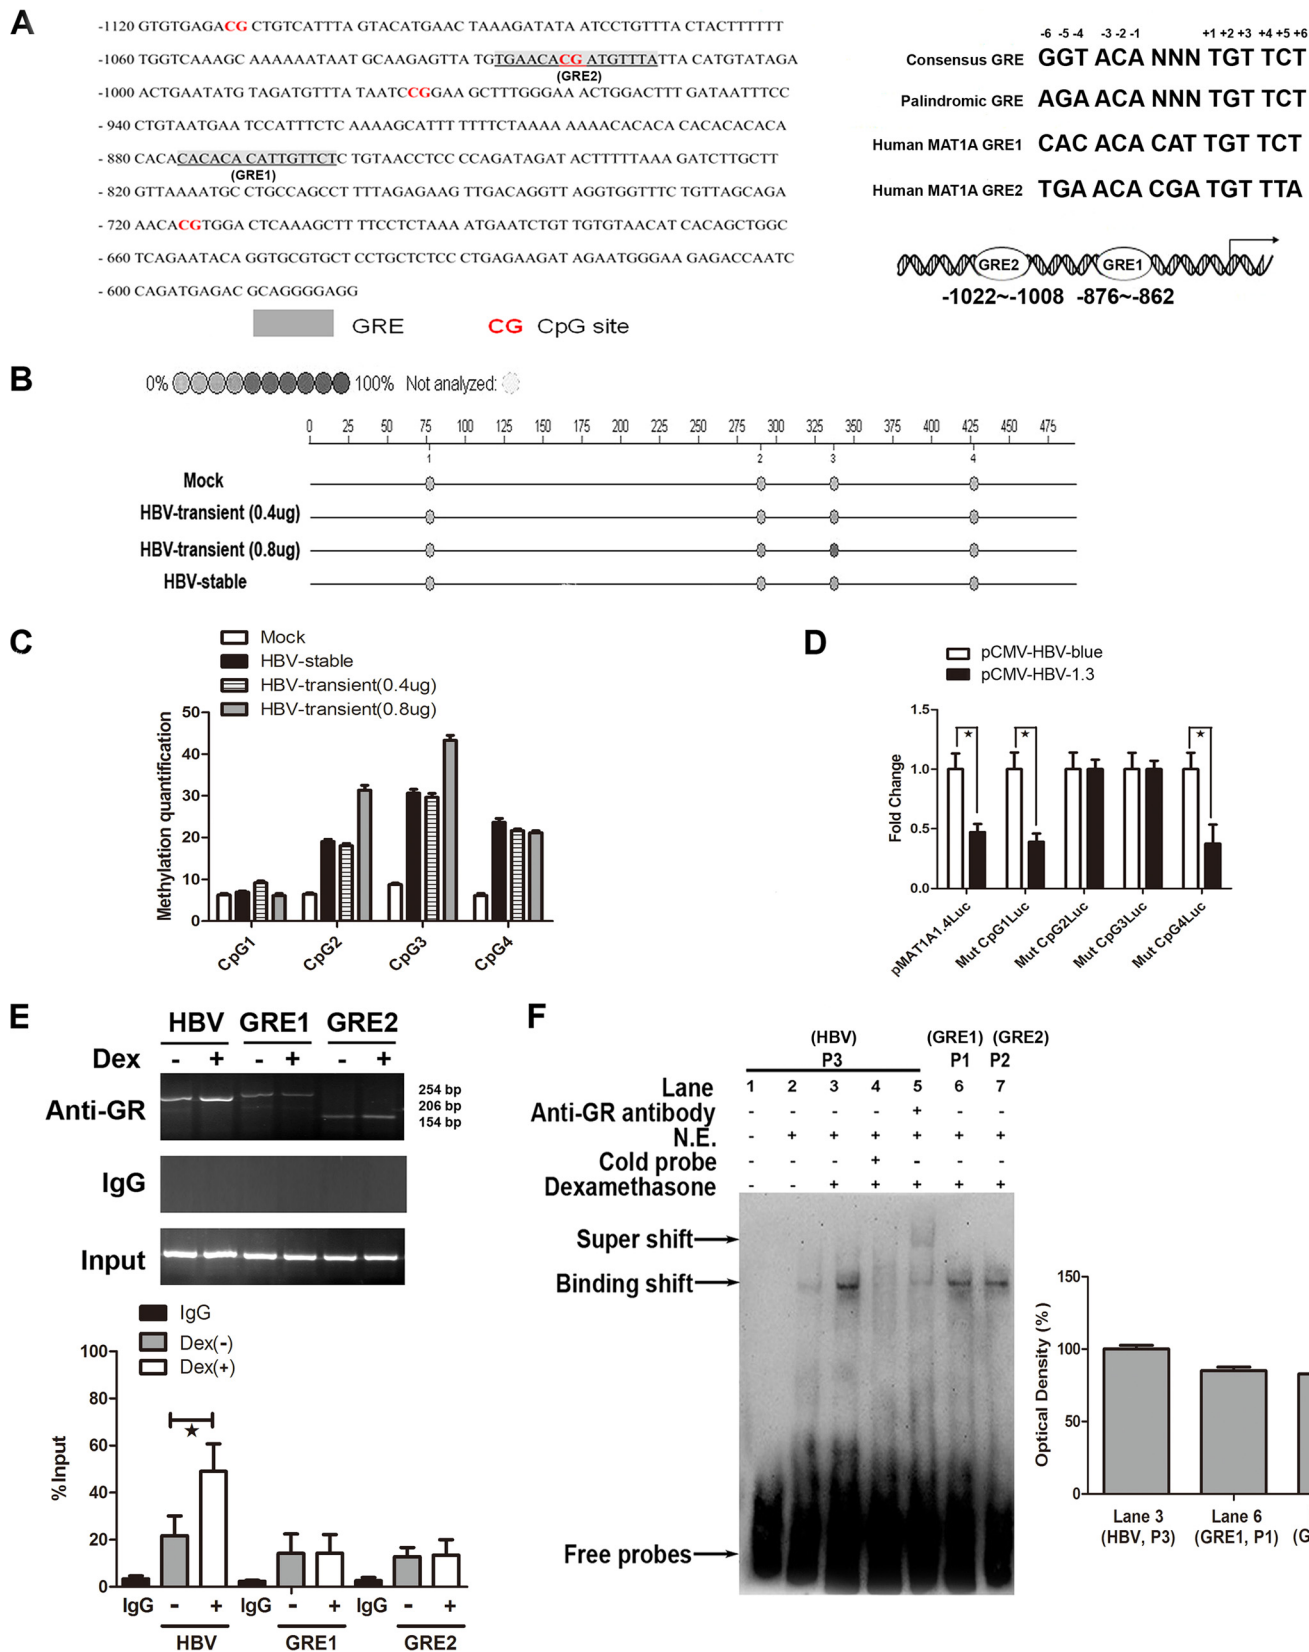 A
-1120 GTGTGAGACG CTGTCATTTA GTACATGAACT TAAAGATATA ATCCTGTTTA CTACTTTTTT
-1060 TGGTCAAAGC AAAAAATAAT GCAAGAGTTA TGTGAACACG ATGTTTATTA CATGTATAGA
(GRE2)
-1000 ACTGAATATG TAGATGTTTA TAATCCGGAA GCTTTGGGAA ACTGGACTTT GATAATTTCC
- 940 CTGTAATGAA TCCATTTCTC AAAAGCATTT TTTTTCTAAA AAAAACACACA CACACACACA
- 880 CACACACACA CATTGTTCTC TGTAACCTCC CCAGATAGAT ACTTTTTAAA GATCTTGCTT
(GRE1)
- 820 GTTAAAATGC CTGCCAGCCT TTTAGAGAAG TTGACAGGTT AGGTGGTTTC TGTTAGCAGA
- 720 AACACGTGGA CTCAAAGCTT TTCCTCTAAA ATGAATCTGT TGTGTAACAT CACAGCTGGC
- 660 TCAGAATACA GGTGCGTGCT CCTGCTCTCC CTGAGAAGAT AGAATGGGAA GAGACCAATC
- 600 CAGATGAGAC GCAGGGGAGG
GRE CG CpG site
-6 -5 -4 -3 -2 -1 +1 +2 +3 +4 +5 +6
Consensus GRE GGT ACA NNN TGT TCT
Palindromic GRE AGA ACA NNN TGT TCT
Human MAT1A GRE1 CAC ACA CAT TGT TCT
Human MAT1A GRE2 TGA ACA CGA TGT TTA
GRE2 GRE1
-1022~-1008 -876~-862
B
0% 100% Not analyzed:
0 25 50 75 100 125 150 175 200 225 250 275 300 325 350 375 400 425 450 475
1 2 3 4
Mock
HBV-transient (0.4ug)
HBV-transient (0.8ug)
HBV-stable
C
Mock
HBV-stable
HBV-transient(0.4ug)
HBV-transient(0.8ug)
Methylation quantification
50
40
30
20
10
0
CpG1 CpG2 CpG3 CpG4
D
pCMV-HBV-blue
pCMV-HBV-1.3
Fold Change
1.5
1.0
0.5
0.0
★ ★ ★
pMAT1A1.4Luc Mut CpG1Luc Mut CpG2Luc Mut CpG3Luc Mut CpG4Luc
E
HBV GRE1 GRE2
Dex - + - + - +
Anti-GR
254 bp
206 bp
154 bp
IgG
Input
IgG
Dex(-)
Dex(+)
%Input
100
80
60
40
20
0
★
IgG - + IgG - + IgG - +
HBV GRE1 GRE2
F
(HBV) (GRE1) (GRE2)
P3 P1 P2
Lane 1 2 3 4 5 6 7
Anti-GR antibody - - - - + - -
N.E. - + + + + + +
Cold probe - - - + - - -
Dexamethasone - - + + + + +
Super shift
Binding shift
Free probes
Optical Density (%)
150
100
50
0
Lane 3 Lane 6
(HBV, P3) (GRE1, P1) (G